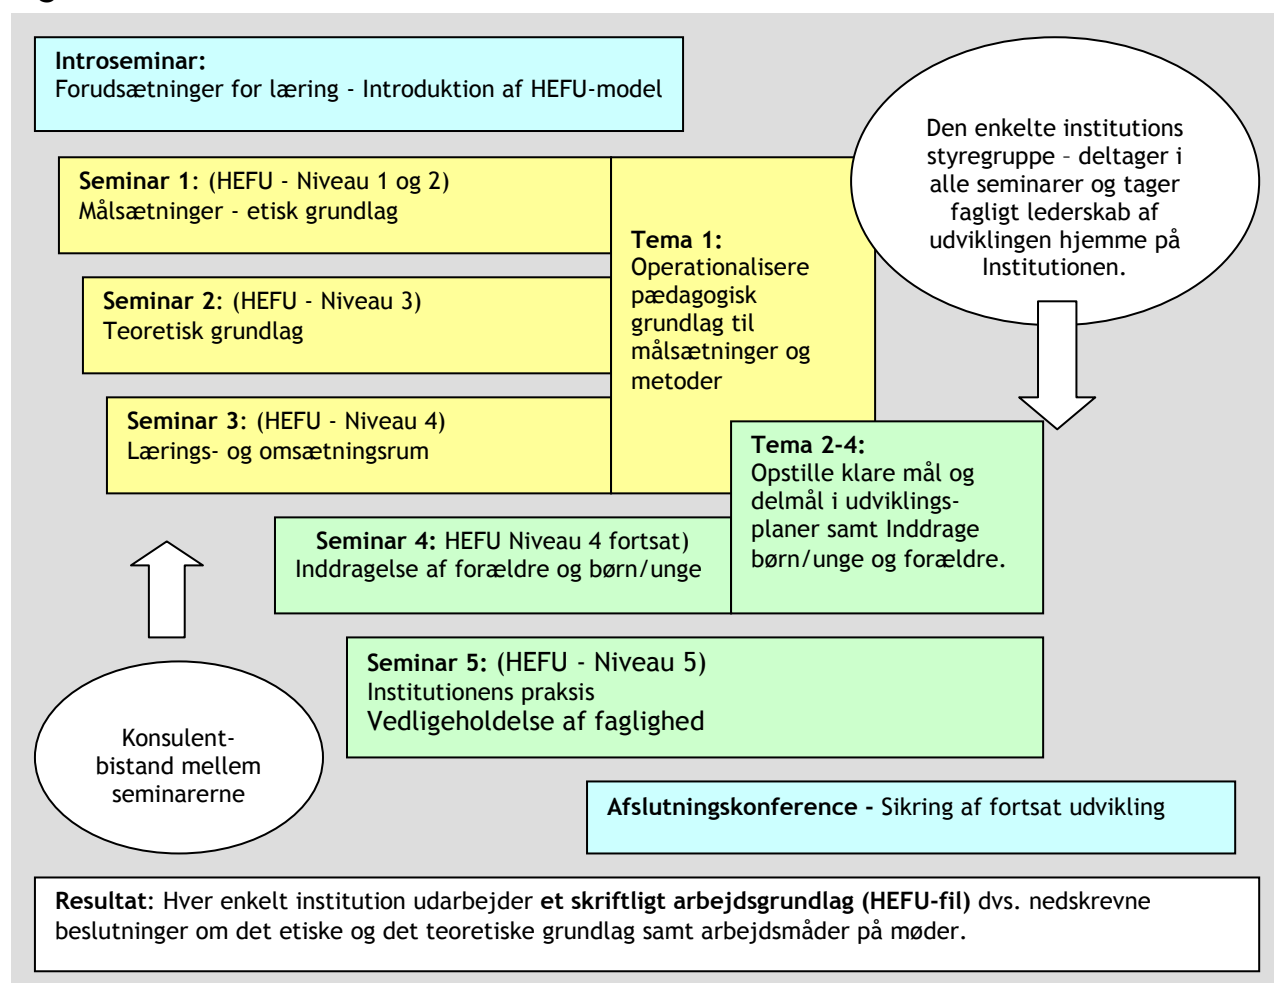 Introseminar:
Forudsætninger for læring - Introduktion af HEFU-model
Den enkelte institutions
styregruppe – deltager i
alle seminarer og tager
fagligt lederskab af
udviklingen hjemme på
Institutionen.
Seminar 1: (HEFU - Niveau 1 og 2)
Målsætninger - etisk grundlag
Seminar 2: (HEFU - Niveau 3)
Teoretisk grundlag
Seminar 3: (HEFU - Niveau 4)
Lærings- og omsætningsrum
Tema 1:
Operationalisere
pædagogisk
grundlag til
målsætninger og
metoder
Tema 2-4:
Opstille klare mål og
delmål i udviklings-
planer samt Inddrage
børn/unge og forældre.
Seminar 4: HEFU Niveau 4 fortsat)
Inddragelse af forældre og børn/unge
Seminar 5: (HEFU - Niveau 5)
Institutionens praksis
Vedligeholdelse af faglighed
Konsulent-
bistand mellem
seminarerne
Afslutningskonference - Sikring af fortsat udvikling
Resultat: Hver enkelt institution udarbejder et skriftligt arbejdsgrundlag (HEFU-fil) dvs. nedskrevne
beslutninger om det etiske og det teoretiske grundlag samt arbejdsmåder på møder.